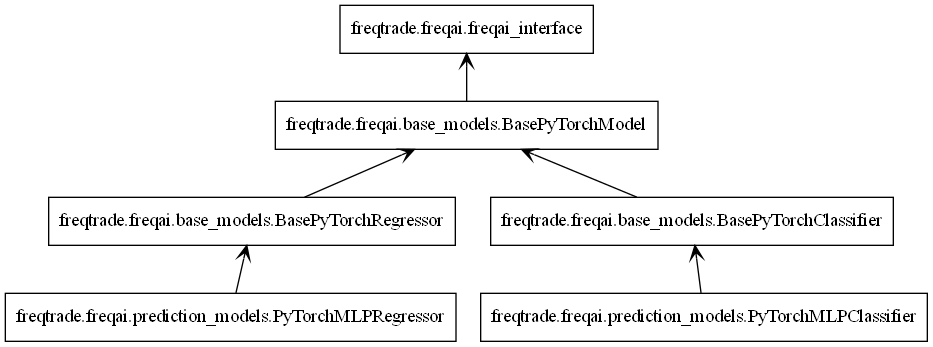 freqtrade.freqai.freqai_interface
freqtrade.freqai.base_models.BasePyTorchModel
freqtrade.freqai.base_models.BasePyTorchRegressor
freqtrade.freqai.base_models.BasePyTorchClassifier
freqtrade.freqai.prediction_models.PyTorchMLPRegressor
freqtrade.freqai.prediction_models.PyTorchMLPClassifier